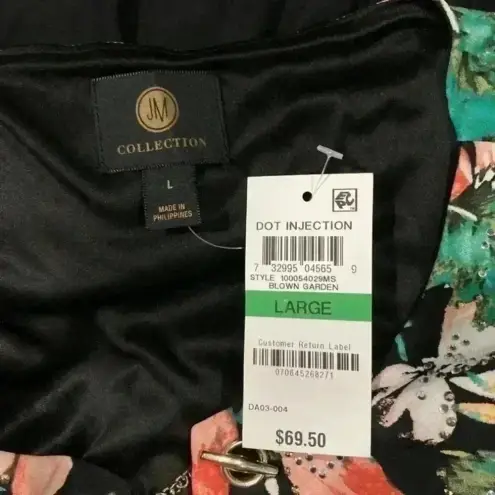 JM
COLLECTION
L
MADE IN
PHILIPPINES
DOT INJECTION
7 32995 04565 9
STYLE 100054029MS
BLOWN GARDEN
LARGE
Customer Return Label
070645268271
DA03-004
$69.50